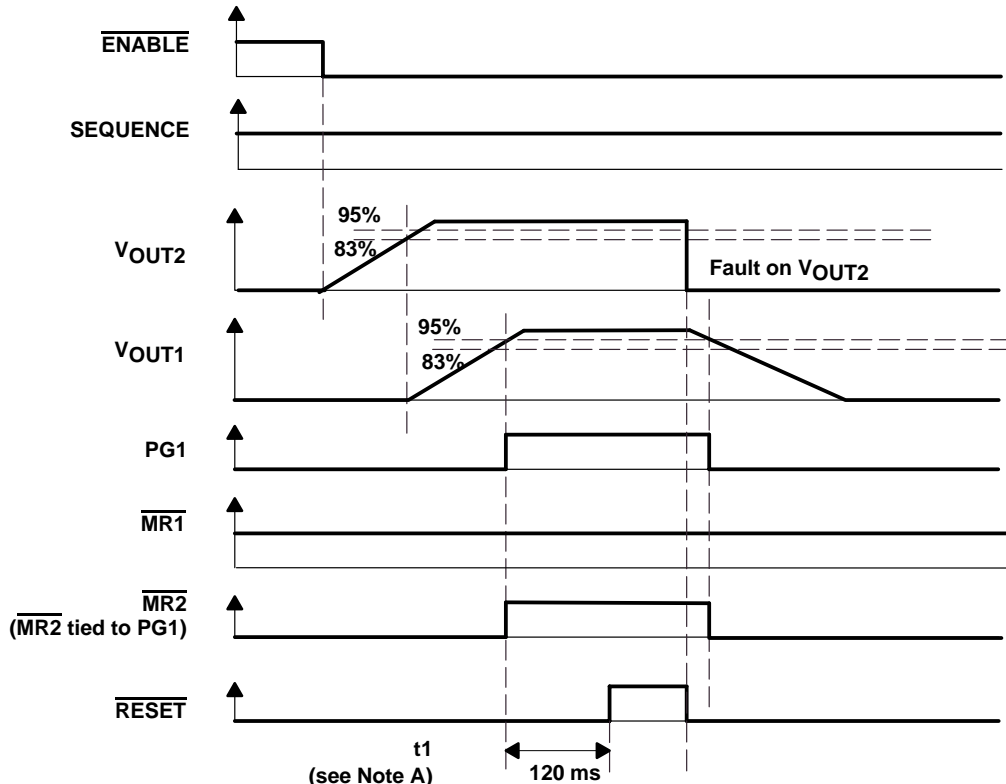 ENABLE
SEQUENCE
95%
83%
VOUT2
Fault on VOUT2
95%
83%
VOUT1
PG1
MR1
MR2
(MR2 tied to PG1)
RESET
t1
(see Note A)
120 ms